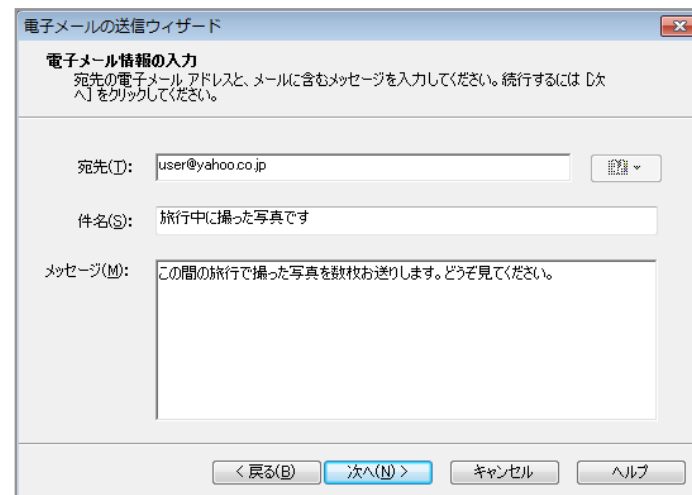 電子メールの送信ウィザード
電子メール情報の入力
宛先の電子メール アドレスと、メールに含むメッセージを入力してください。続行するには [次
へ] をクリックしてください。
宛先(T):
user@yahoo.co.jp
件名(S):
旅行中に撮った写真です
メッセージ(M):
この間の旅行で撮った写真を数枚お送りします。どうぞ見てください。
< 戻る(B)
次へ(N) >
キャンセル
ヘルプ